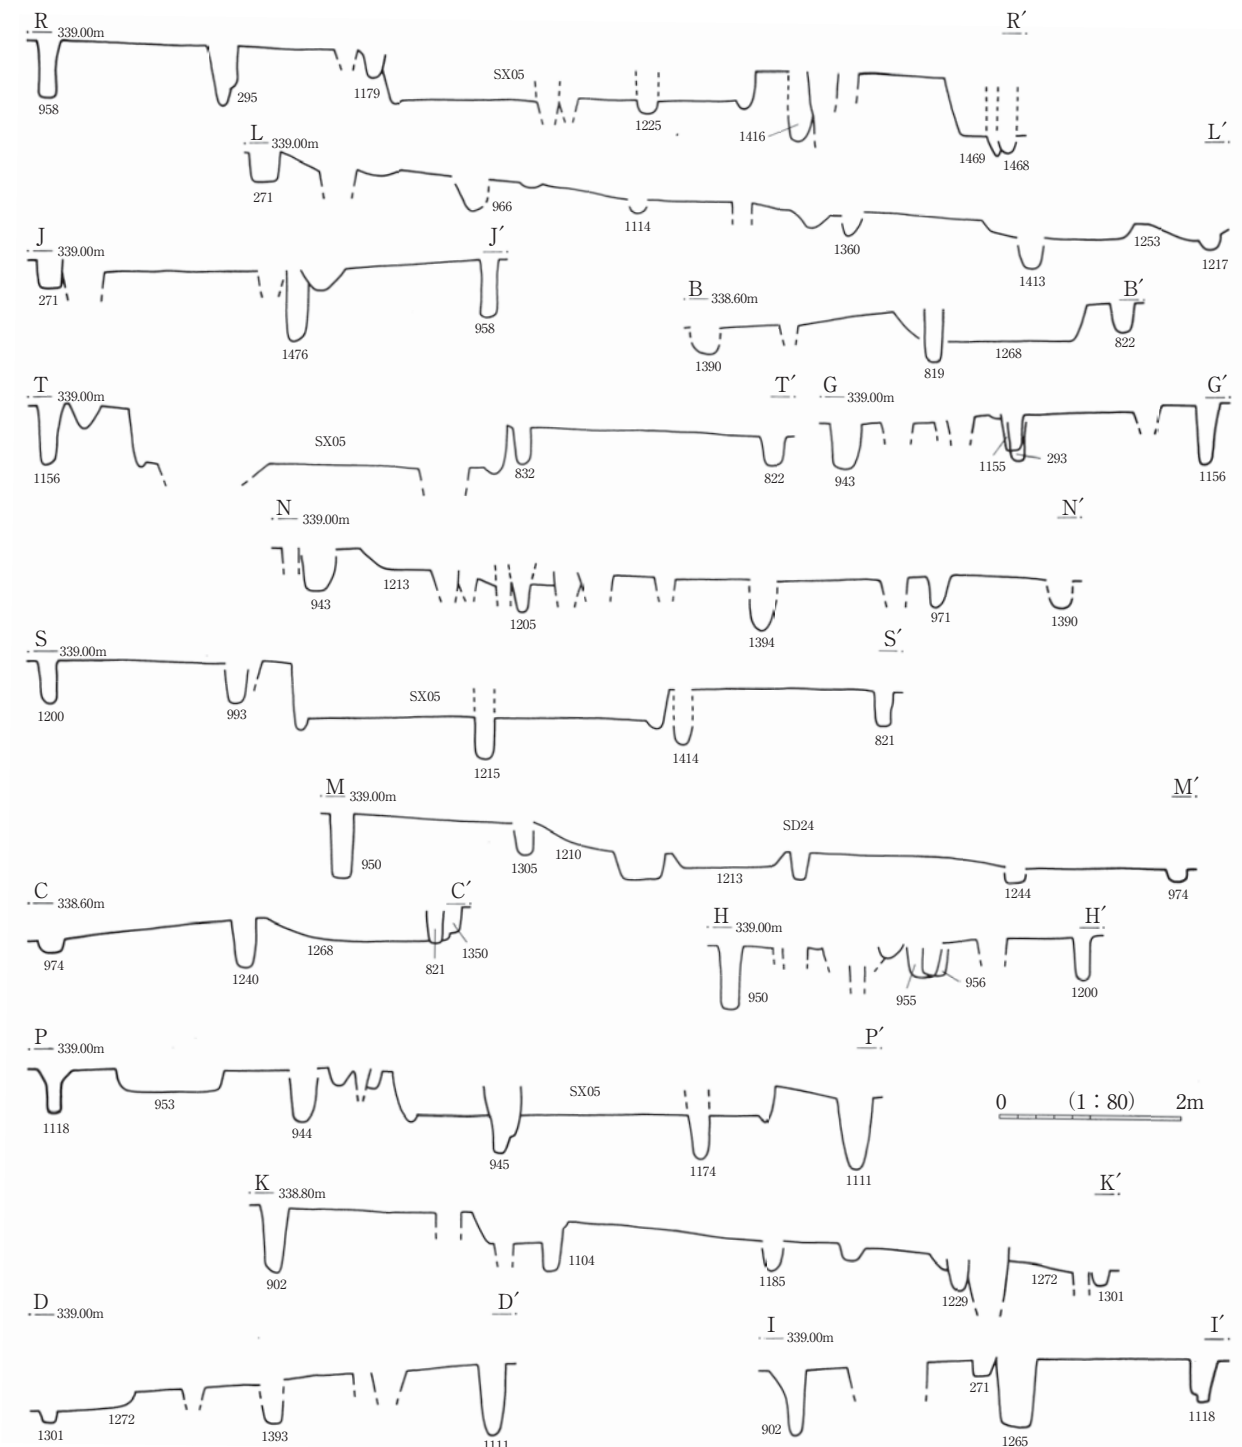 R 339.00m R′
958 295 1179 SX05 1225 1416 1469 1468
L 339.00m L′
271 966 1114 1360 1413 1253 1217
J 339.00m J′
271 1476 958
B 338.60m B′
1390 819 1268 822
T 339.00m T′
1156 SX05 832 822
G 339.00m G′
943 1155 293 1156
N 339.00m N′
943 1213 1205 1394 971 1390
S 339.00m S′
1200 993 SX05 1215 1414 821
M 339.00m M′
950 1305 1210 1213 SD24 1244 974
C 338.60m C′
974 1240 1268 821 1350
H 339.00m H′
950 955 956 1200
P 339.00m P′
1118 953 944 945 SX05 1174 1111
0 (1：80) 2m
K 338.80m K′
902 1104 1185 1229 1272 1301
D 339.00m D′
1301 1272 1393 1111
I 339.00m I′
902 271 1265 1118